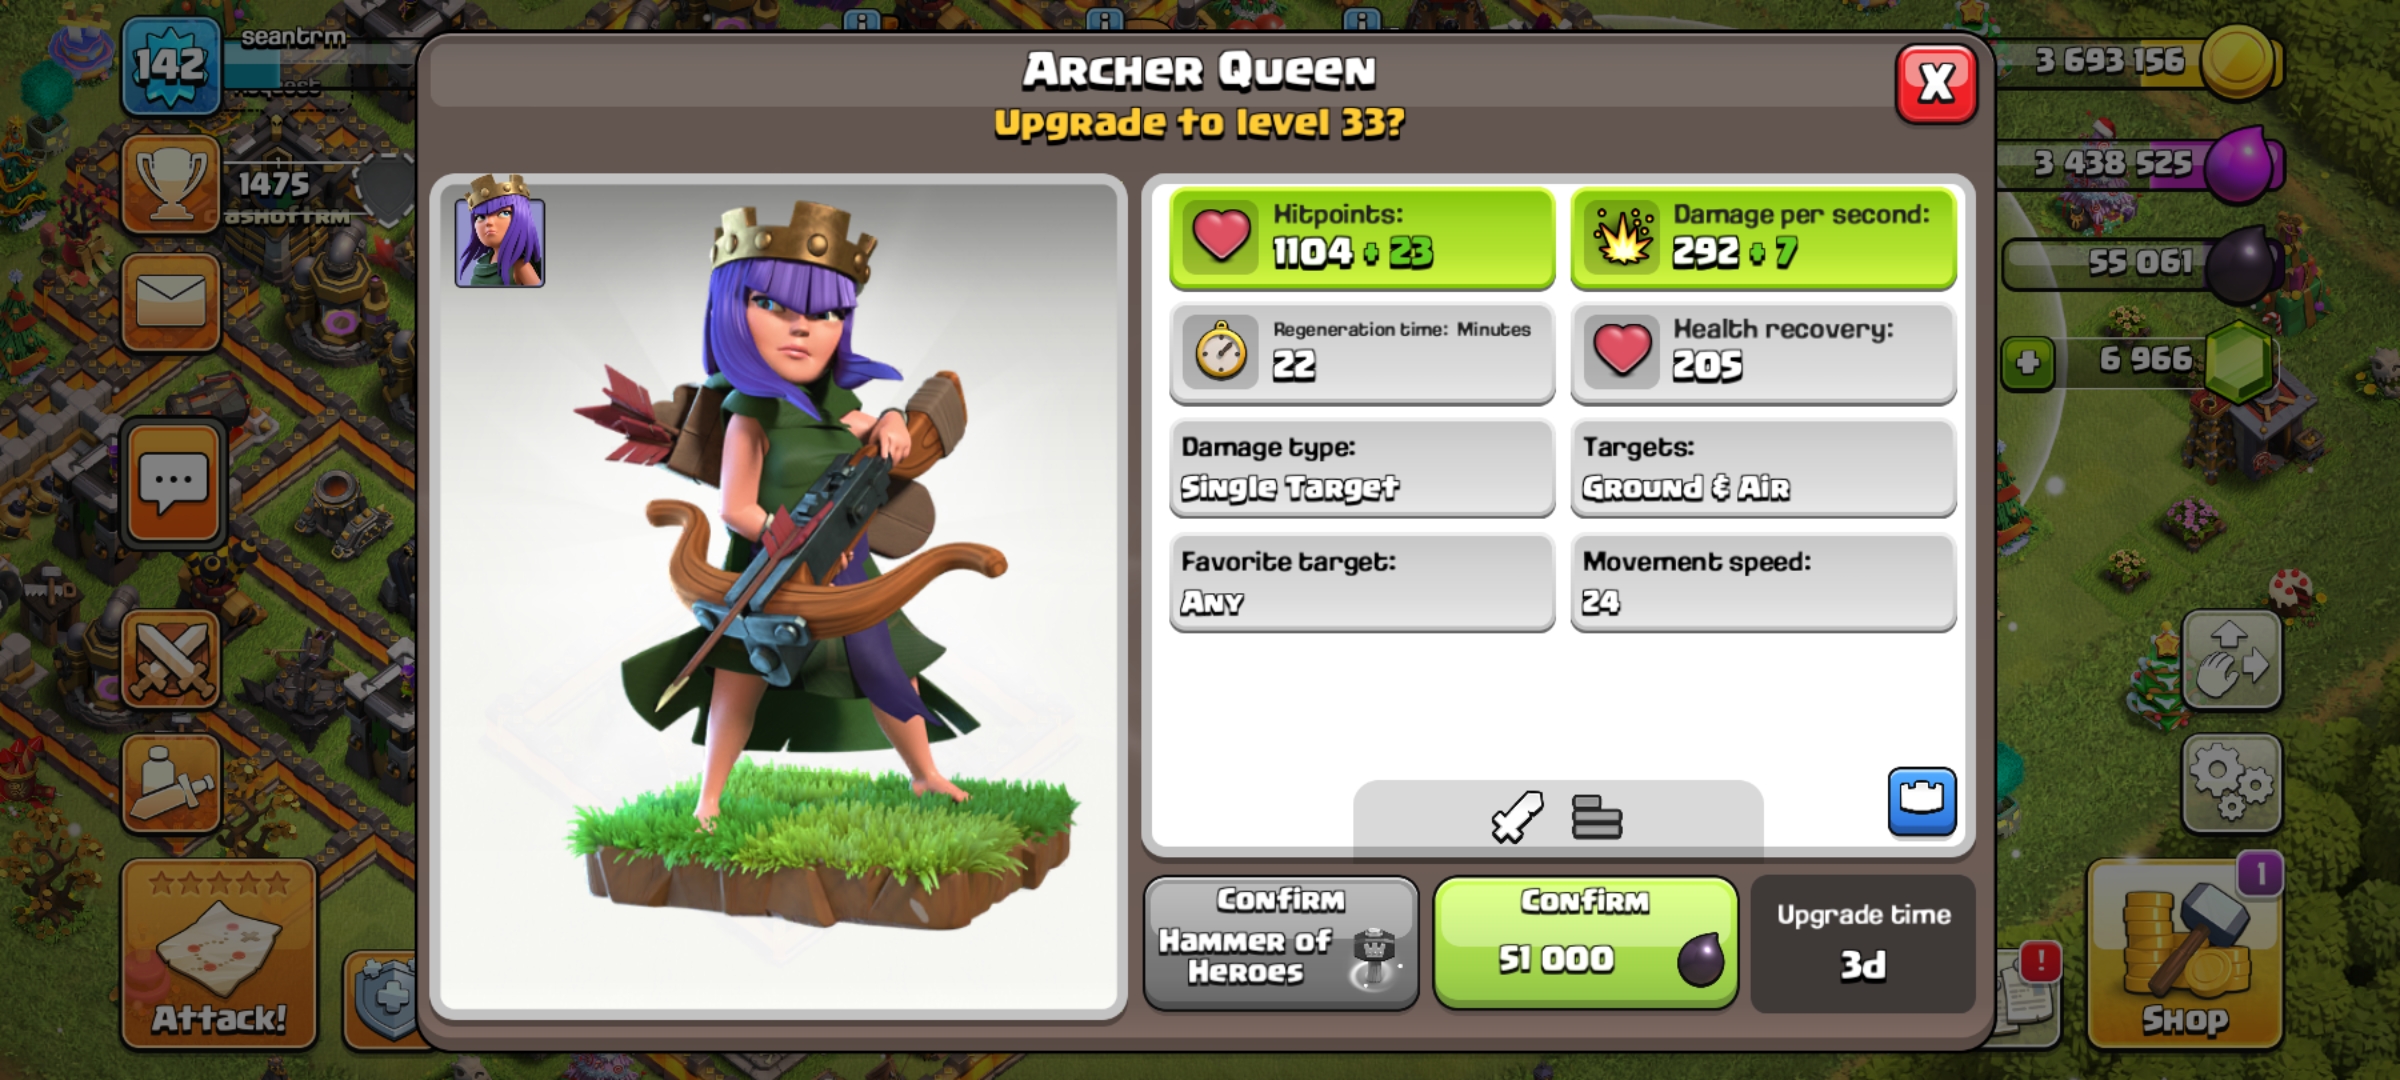 142
seantrm
Request
1475
Archer Queen
Upgrade to level 33?
X
Hitpoints:
1104 + 23
Damage per second:
292 + 7
Regeneration time: Minutes
22
Health recovery:
205
Damage type:
Single Target
Targets:
Ground & Air
Favorite target:
Any
Movement speed:
24
Confirm
Hammer of
Heroes
Confirm
51 000
Upgrade time
3d
3 693 156
3 438 525
55 061
6 966
Attack!
!
1
Shop